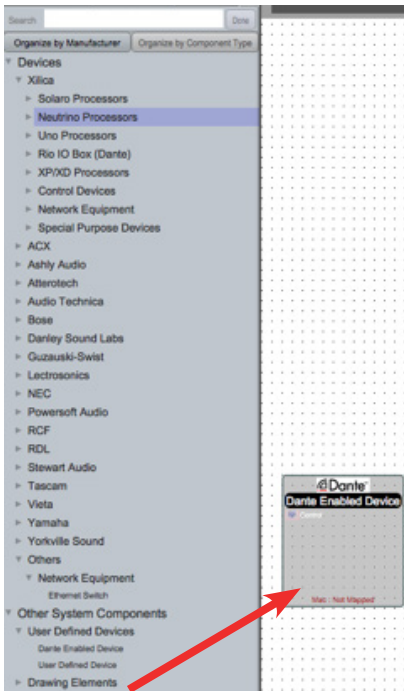 Search
Done
Organize by Manufacturer Organize by Component Type
Devices
Xilica
Solaro Processors
Neutrino Processors
Uno Processors
Rio IO Box (Dante)
XP/XD Processors
Control Devices
Network Equipment
Special Purpose Devices
ACX
Ashly Audio
Atterotech
Audio Technica
Bose
Danley Sound Labs
Guzauski-Swist
Lectrosonics
NEC
Powersoft Audio
RCF
RDL
Stewart Audio
Tascam
Vieta
Yamaha
Yorkville Sound
Others
Network Equipment
Ethernet Switch
Other System Components
User Defined Devices
Dante Enabled Device
User Defined Device
Drawing Elements
Dante
Dante Enabled Device
Control
Mac : Not Mapped